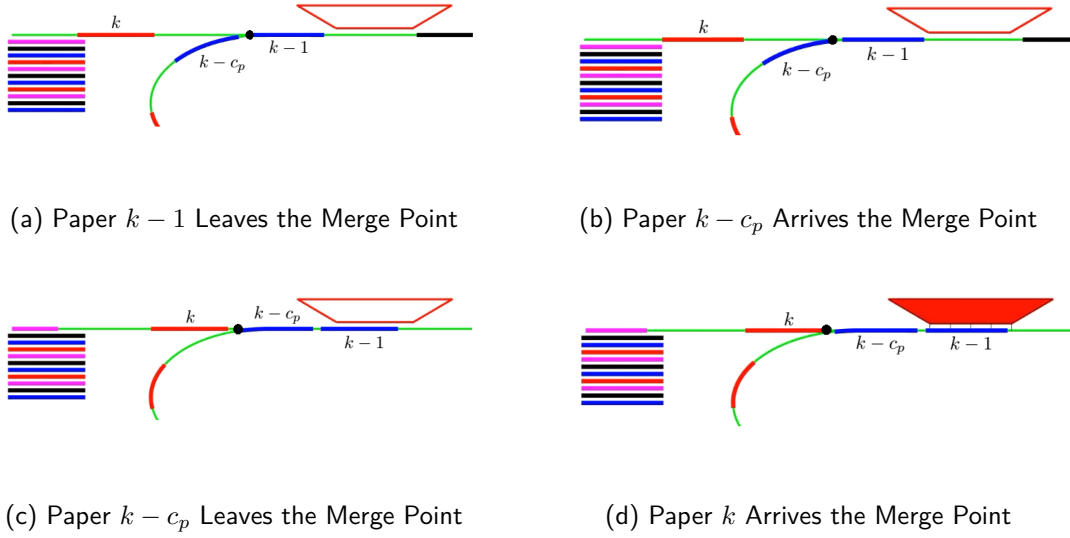 k
k − 1
k − c_p
k
k − 1
k − c_p
(a) Paper k − 1 Leaves the Merge Point
(b) Paper k − c_p Arrives the Merge Point
k − c_p
k
k − 1
k
k − c_p
k − 1
(c) Paper k − c_p Leaves the Merge Point
(d) Paper k Arrives the Merge Point